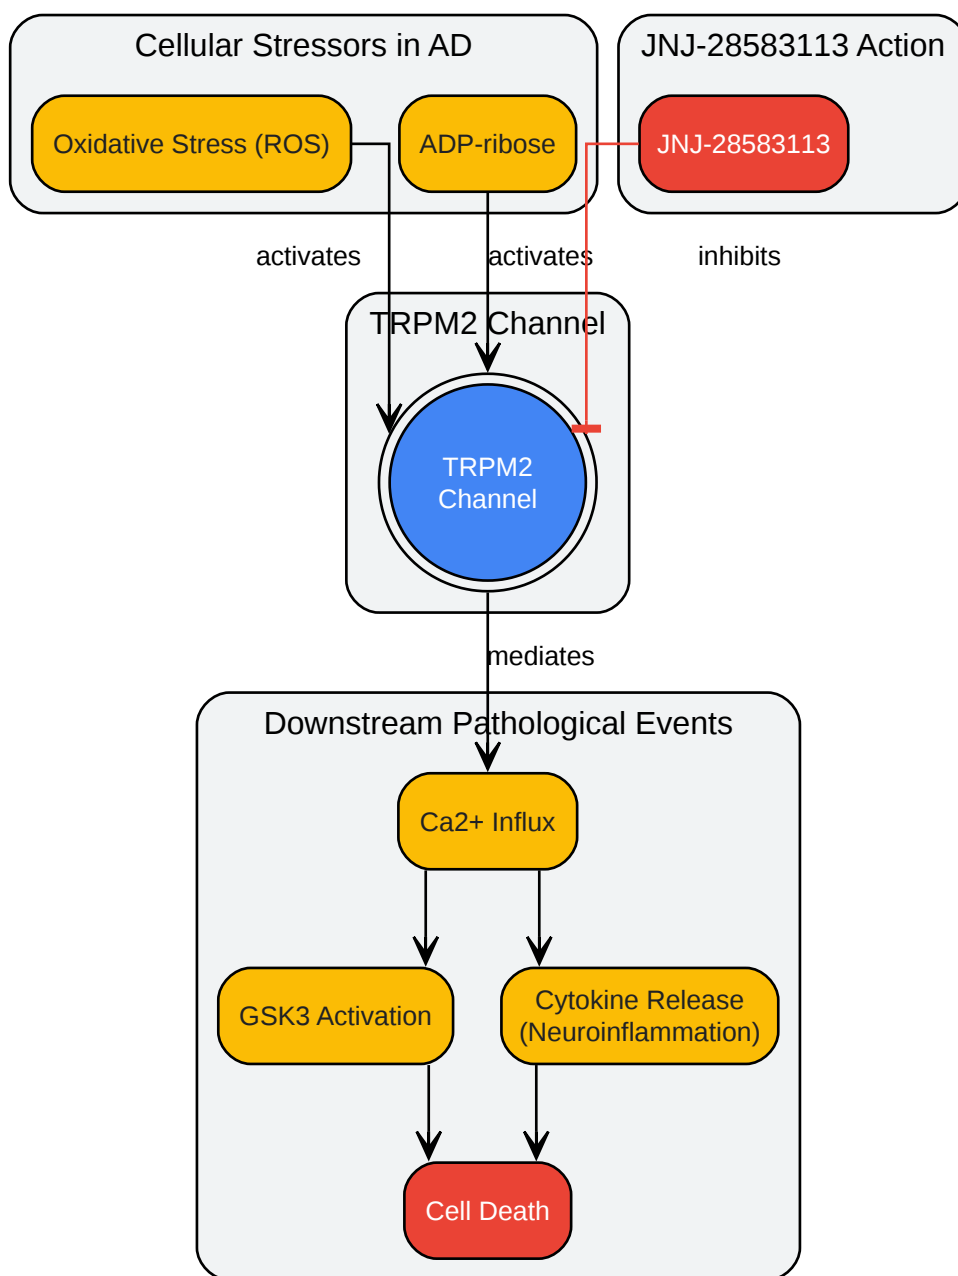 Cellular Stressors in AD
JNJ-28583113 Action
Oxidative Stress (ROS)
ADP-ribose
JNJ-28583113
activates
activates
inhibits
TRPM2 Channel
TRPM2
Channel
mediates
Downstream Pathological Events
Ca2+ Influx
GSK3 Activation
Cytokine Release
(Neuroinflammation)
Cell Death